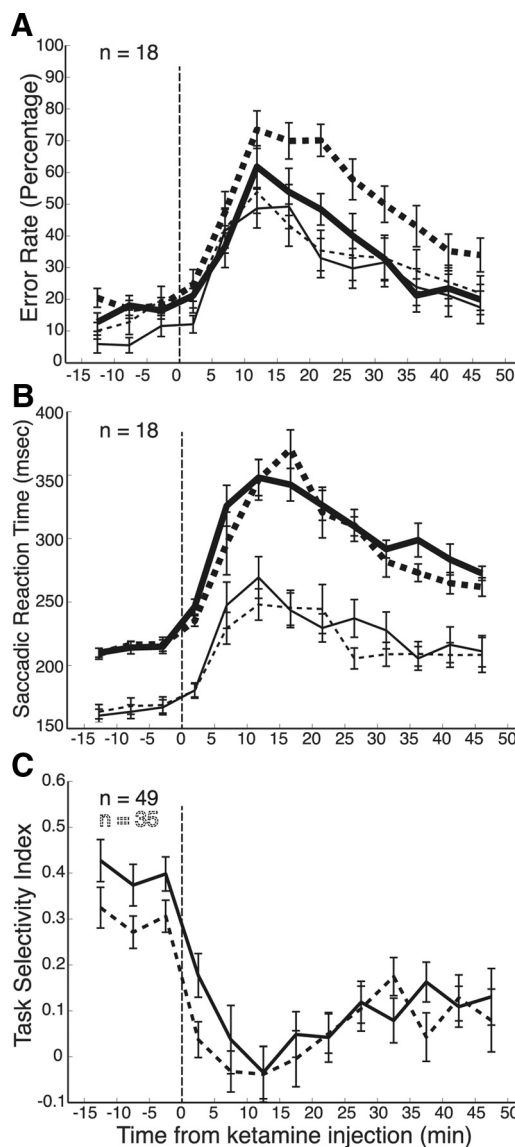 A
n = 18
Error Rate (Percentage)
100
90
80
70
60
50
40
30
20
10
0
-15 -10 -5 0 5 10 15 20 25 30 35 40 45 50
B
n = 18
Saccadic Reaction Time (msec)
400
350
300
250
200
150
-15 -10 -5 0 5 10 15 20 25 30 35 40 45 50
C
n = 49
n = 35
Task Selectivity Index
0.6
0.5
0.4
0.3
0.2
0.1
0
-0.1
-15 -10 -5 0 5 10 15 20 25 30 35 40 45 50
Time from ketamine injection (min)